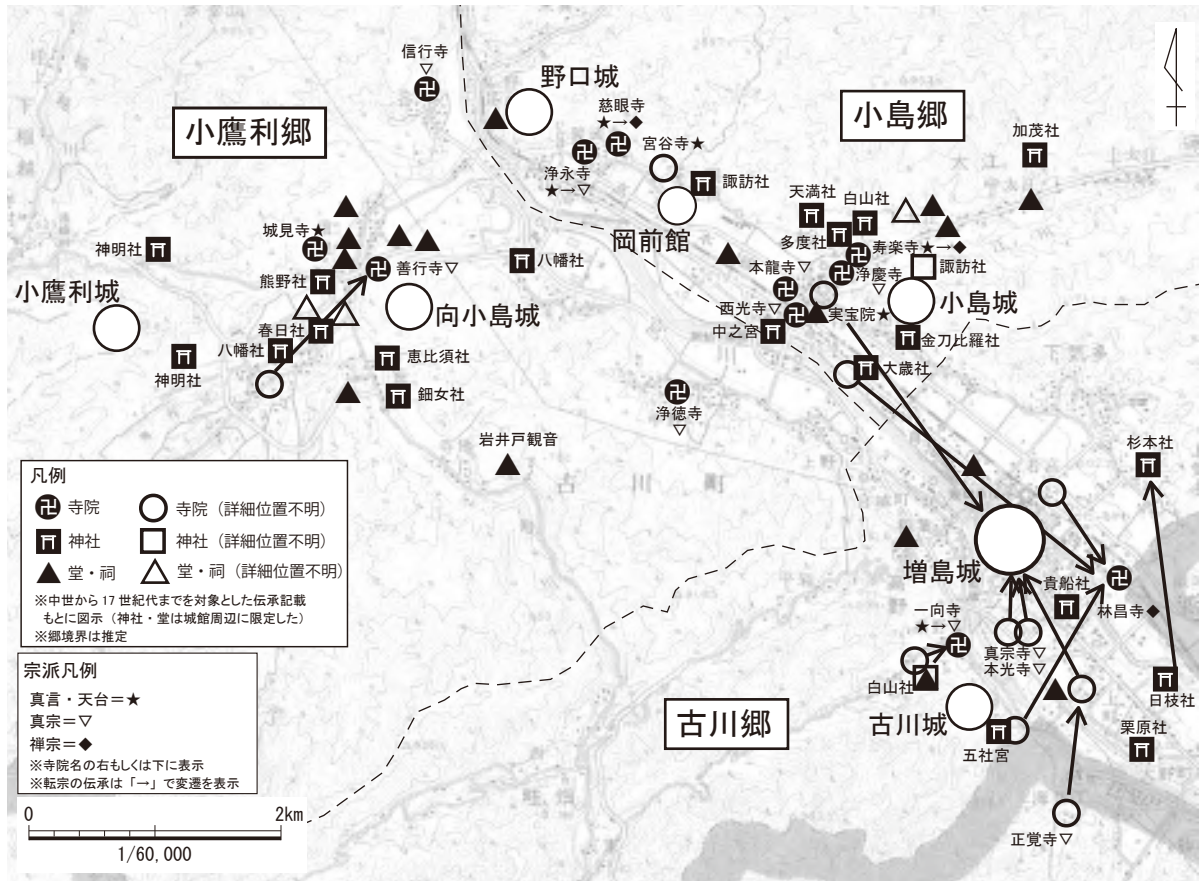 信行寺
▽
野口城
慈眼寺
★→◆
宮谷寺★
浄永寺
★→▽
諏訪社
岡前館
小鷹利郷
小島郷
加茂社
天満社
白山社
多度社
寿楽寺★→◆
諏訪社
本龍寺▽
浄慶寺
▽
小島城
西光寺▽
実宝院★
中之宮
金刀比羅社
大歳社
城見寺★
神明社
善行寺▽
八幡社
熊野社
小鷹利城
向小島城
春日社
八幡社
神明社
恵比須社
鈿女社
浄徳寺
▽
岩井戸観音
古川町
杉本社
増島城
貴船社
林昌寺◆
一向寺
★→▽
真宗寺▽
本光寺▽
白山社
日枝社
古川郷
古川城
五社宮
栗原社
正覚寺▽
凡例
卍 寺院 ○ 寺院（詳細位置不明）
神社 □ 神社（詳細位置不明）
▲ 堂・祠 △ 堂・祠（詳細位置不明）
※中世から17世紀代までを対象とした伝承記載
もとに図示（神社・堂は城館周辺に限定した）
※郷境界は推定
宗派凡例
真言・天台＝★
真宗＝▽
禅宗＝◆
※寺院名の右もしくは下に表示
※転宗の伝承は「→」で変遷を表示
0 2km
1/60,000